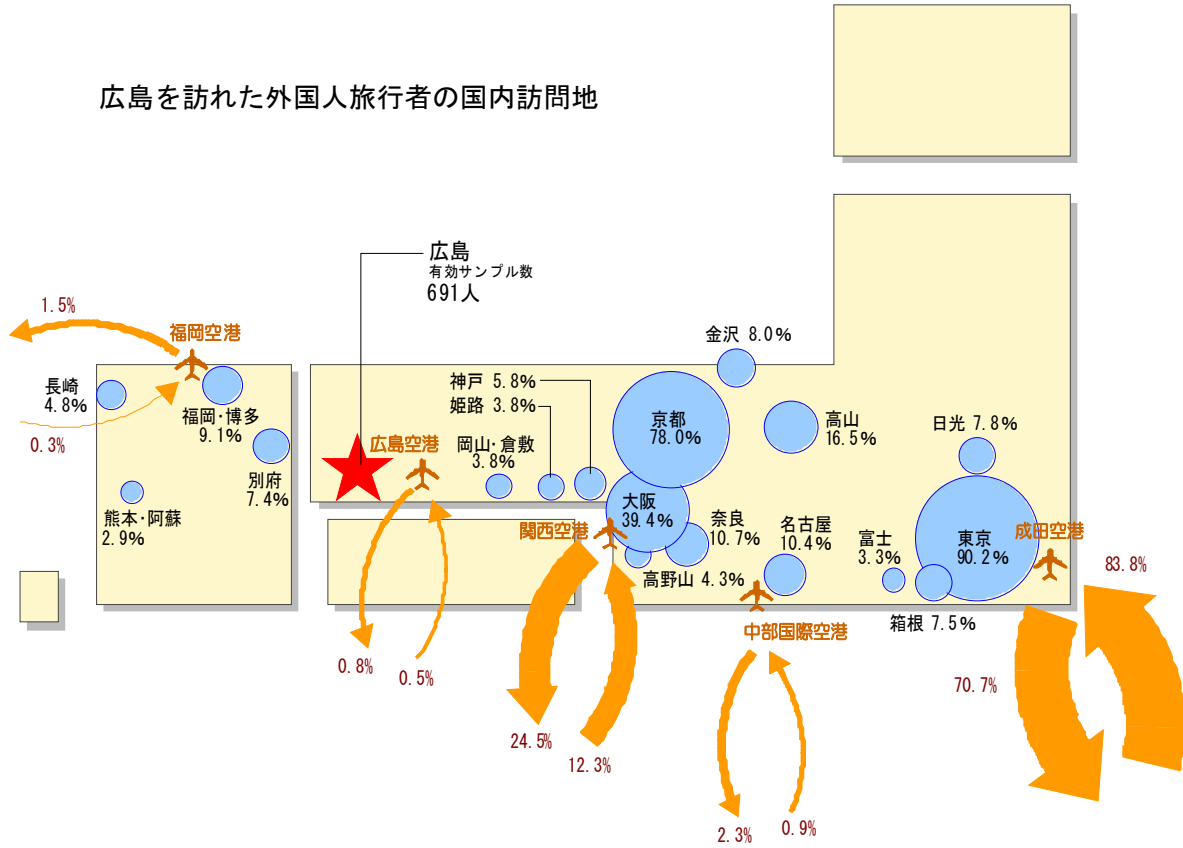 広島を訪れた外国人旅行者の国内訪問地
広島
有効サンプル数
691人
1.5%
福岡空港
長崎
4.8%
0.3%
福岡・博多
9.1%
別府
7.4%
熊本・阿蘇
2.9%
広島空港
0.8%
0.5%
岡山・倉敷
3.8%
神戸 5.8%
姫路 3.8%
金沢 8.0%
京都
78.0%
高山
16.5%
大阪
39.4%
関西空港
24.5%
12.3%
奈良
10.7%
高野山 4.3%
名古屋
10.4%
中部国際空港
2.3%
0.9%
日光 7.8%
富士
3.3%
東京
90.2%
成田空港
箱根 7.5%
83.8%
70.7%